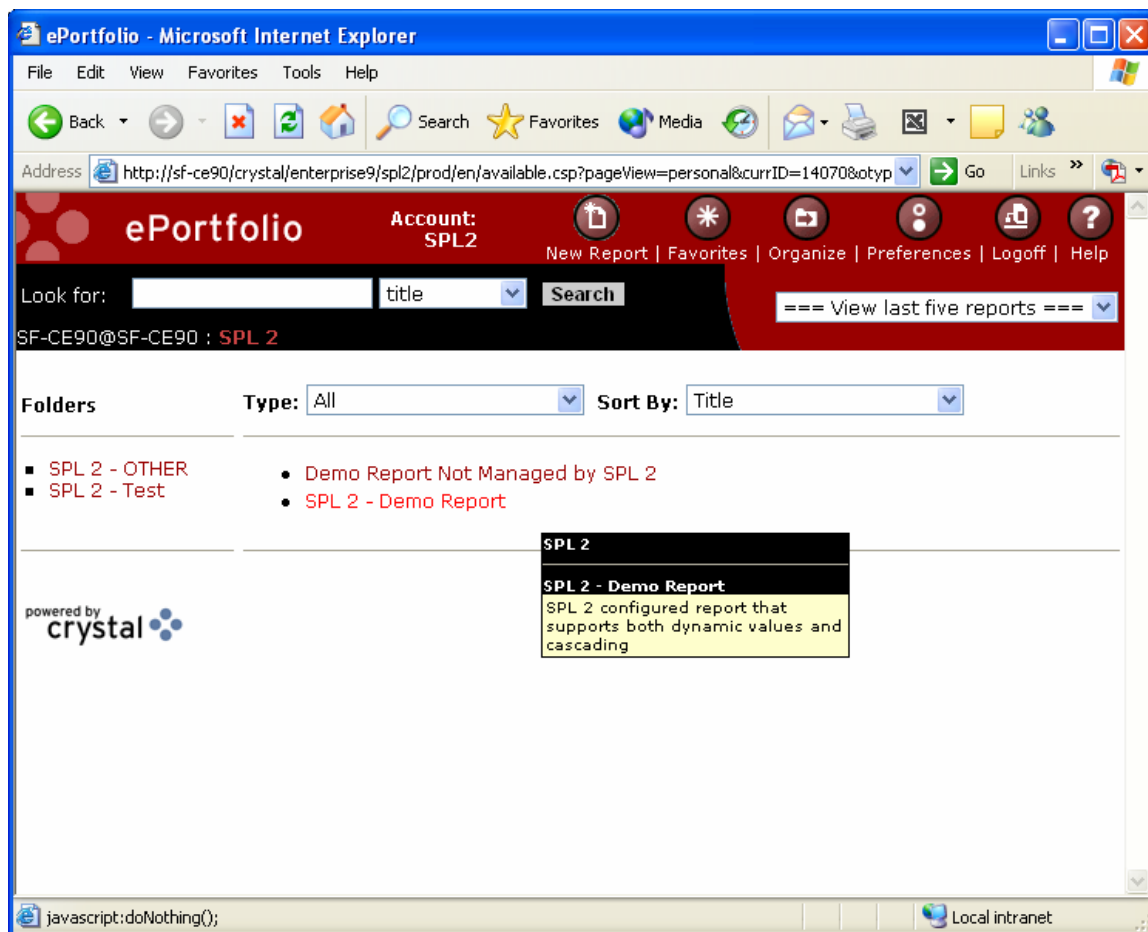 ePortfolio - Microsoft Internet Explorer
File Edit View Favorites Tools Help
Back Search Favorites Media
Address http://sf-ce90/crystal/enterprise9/spl2/prod/en/available.csp?pageView=personal&currID=14070&otyp Go Links »
ePortfolio Account: SPL2
New Report | Favorites | Organize | Preferences | Logoff | Help
Look for: title Search === View last five reports ===
SF-CE90@SF-CE90 : SPL 2
Folders Type: All Sort By: Title
SPL 2 - OTHER
SPL 2 - Test
Demo Report Not Managed by SPL 2
SPL 2 - Demo Report
SPL 2
SPL 2 - Demo Report
SPL 2 configured report that
supports both dynamic values and
cascading
powered by
crystal
javascript:doNothing(); Local intranet